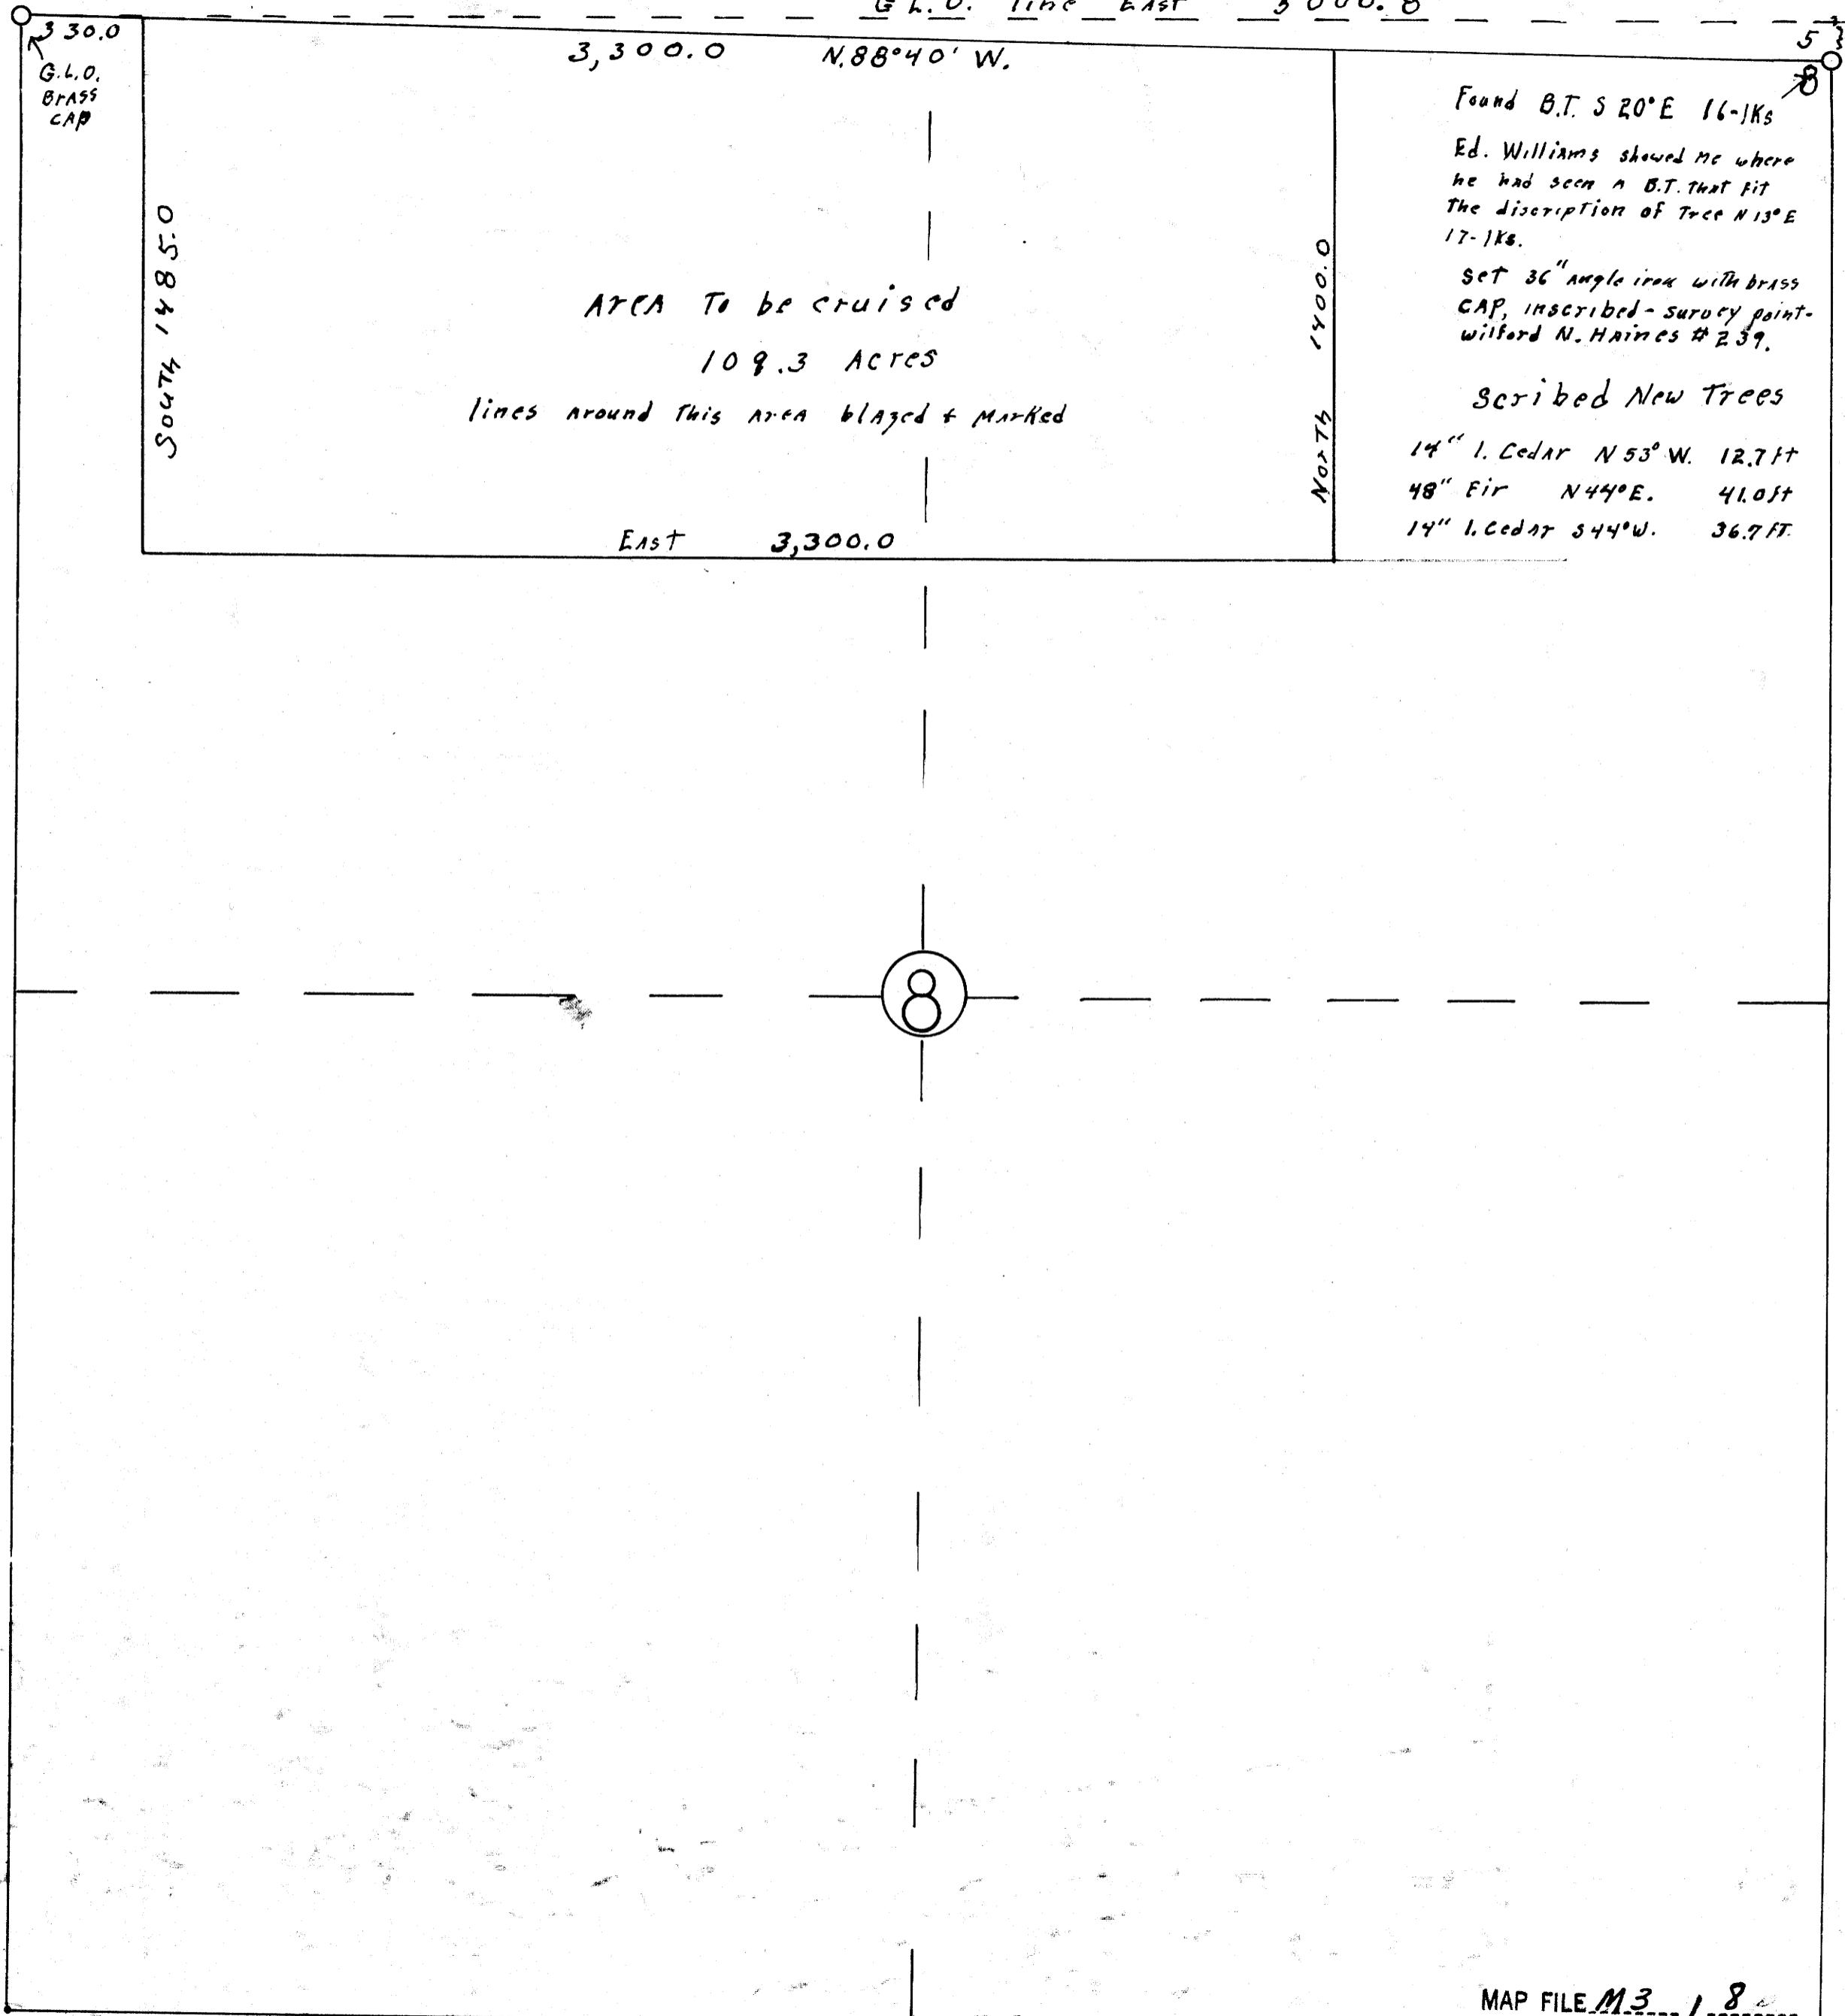 G.L.O. line East 5000.8
330.0
G.L.O.
Brass
CAP
3,300.0 N.88°40' W.
5
8
South 1485.0
Area To be cruised
109.3 Acres
lines around This Area blazed & Marked
East 3,300.0
North 1400.0
Found B.T. S 20°E 16-lKs
Ed. Williams showed me where
he had seen a B.T. That fit
The discription of Tree N 13°E
17-lKs.
Set 36" angle iron with brass
CAP, inscribed - survey point-
wilford N. Haines # 239.
Scribed New Trees
14" I. Cedar N 53° W. 12.7 ft
48" Fir N 44° E. 41.0 ft
14" I. Cedar S 44° W. 36.7 FT.
8
MAP FILE M3 1 8